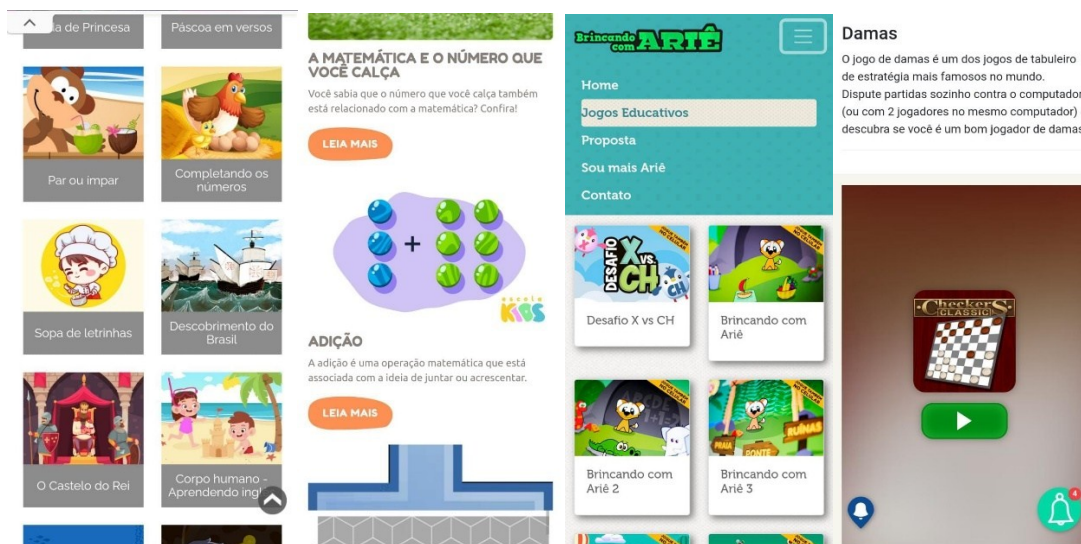 ia de Princesa
Páscoa em versos
Par ou ímpar
Completando os
números
Sopa de letrinhas
Descobrimento do
Brasil
O Castelo do Rei
Corpo humano -
Aprendendo ingl
A MATEMÁTICA E O NÚMERO QUE
VOCÊ CALÇA
Você sabia que o número que você calça também
está relacionado com a matemática? Confira!
LEIA MAIS
+
escola
KIDS
ADIÇÃO
A adição é uma operação matemática que está
associada com a ideia de juntar ou acrescentar.
LEIA MAIS
Brincando
com ARIÊ
Home
Jogos Educativos
Proposta
Sou mais Ariê
Contato
DESAFIO
X vs. CH
Desafio X vs CH
Brincando com
Ariê
Brincando com
Ariê 2
PRAIA
PONTE
RUÍNAS
Brincando com
Ariê 3
Damas
O jogo de damas é um dos jogos de tabuleiro
de estratégia mais famosos no mundo.
Dispute partidas sozinho contra o computador
(ou com 2 jogadores no mesmo computador)
descubra se você é um bom jogador de damas
Checkers
CLASSIC
4